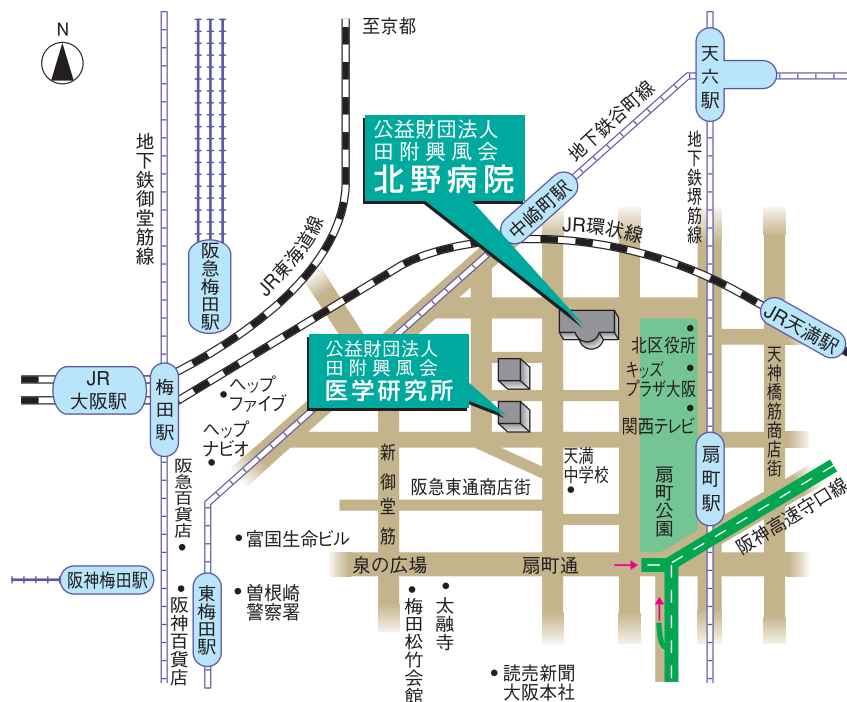 N
至京都
天六駅
公益財団法人
田附興風会
北野病院
地下鉄谷町線
地下鉄御堂筋線
地下鉄堺筋線
中崎町駅
JR環状線
阪急梅田駅
JR東海道線
JR天満駅
北区役所
キッズ
プラザ大阪
関西テレビ
天神橋筋商店街
公益財団法人
田附興風会
医学研究所
JR
大阪駅
梅田駅
ヘップ
ファイブ
ヘップ
ナビオ
新御堂筋
天満
中学校
扇町公園
扇町駅
阪急百貨店
阪急東通商店街
阪神高速守口線
富国生命ビル
泉の広場
扇町通
阪神梅田駅
阪神百貨店
東梅田駅
曽根崎
警察署
梅田松竹会館
太融寺
読売新聞
大阪本社